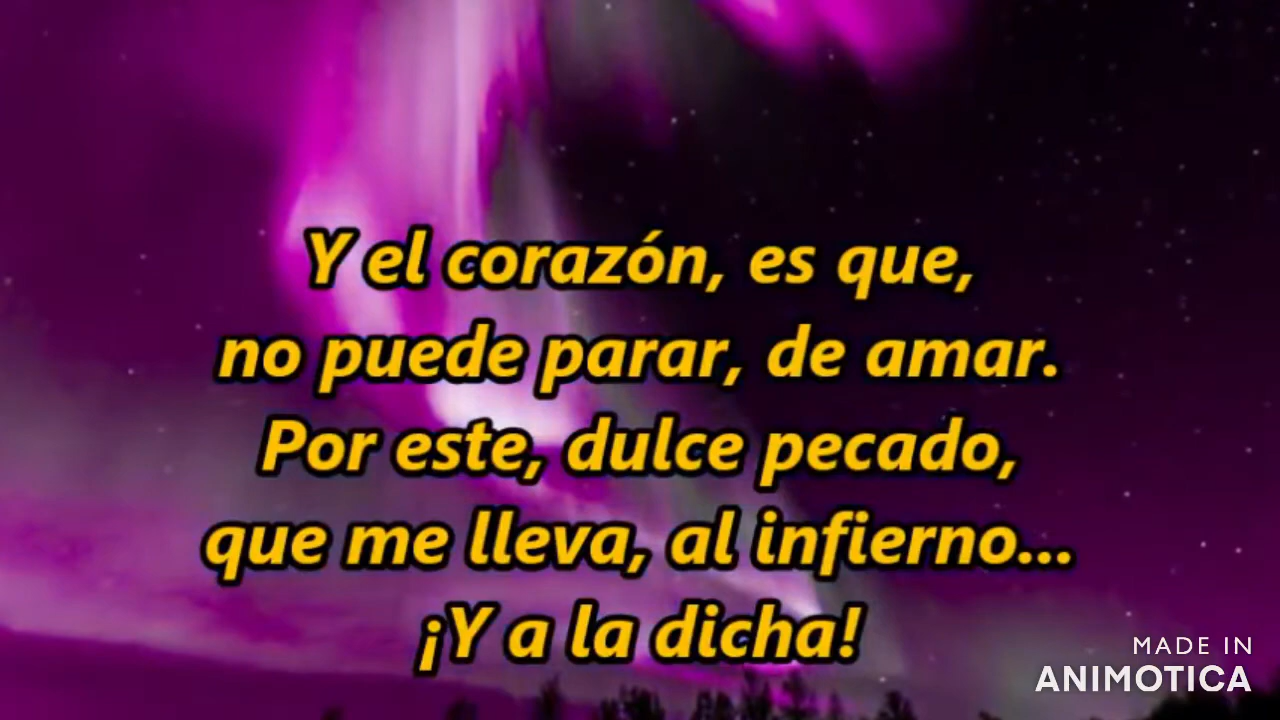 Y el corazón, es que,
no puede parar, de amar.
Por este, dulce pecado,
que me lleva, al infierno...
¡Y a la dicha!
MADE IN
ANIMOTICA